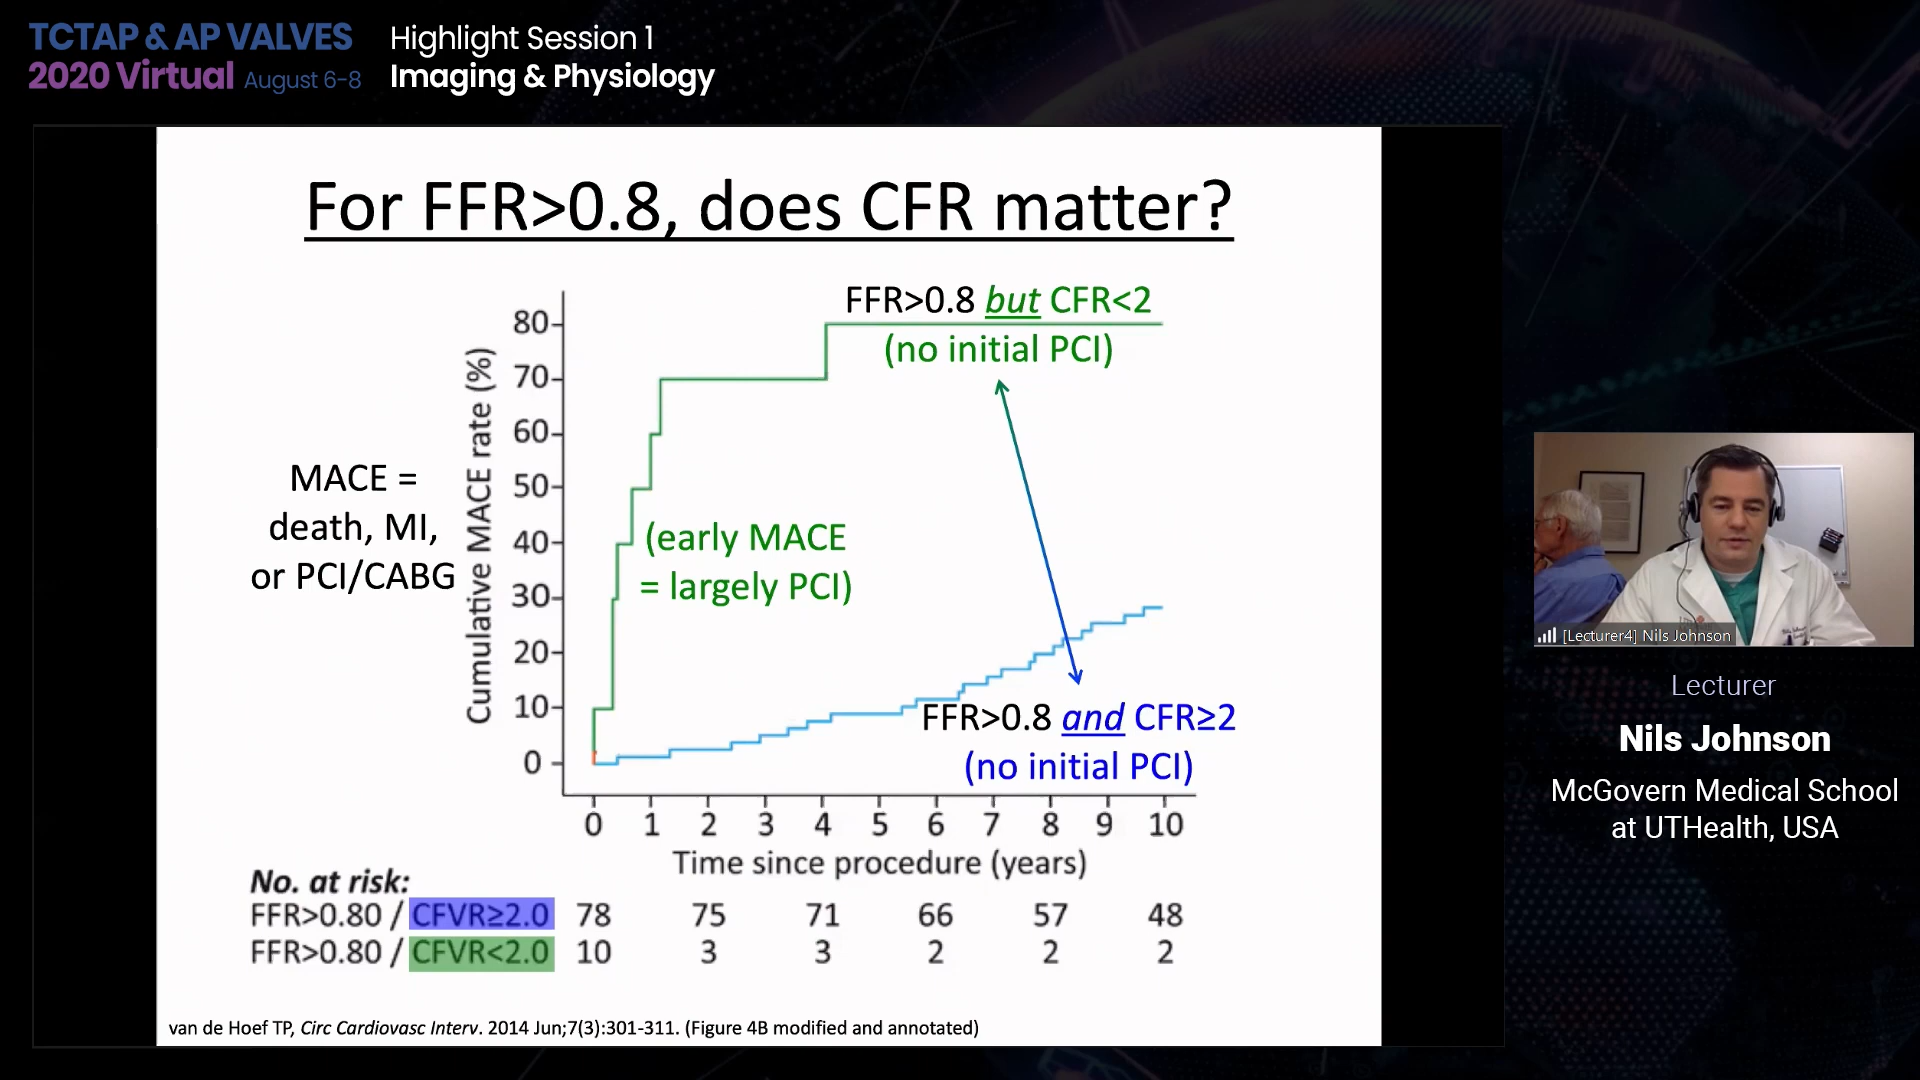 TCTAP & AP VALVES
2020 Virtual August 6-8
Highlight Session 1
Imaging & Physiology
For FFR>0.8, does CFR matter?
FFR>0.8 but CFR<2
(no initial PCI)
80
70
60
50
40
30
20
10
0
Cumulative MACE rate (%)
MACE =
death, MI,
or PCI/CABG
(early MACE
= largely PCI)
FFR>0.8 and CFR≥2
(no initial PCI)
0 1 2 3 4 5 6 7 8 9 10
Time since procedure (years)
No. at risk:
FFR>0.80 / CFVR≥2.0 78 75 71 66 57 48
FFR>0.80 / CFVR<2.0 10 3 3 2 2 2
van de Hoef TP, Circ Cardiovasc Interv. 2014 Jun;7(3):301-311. (Figure 4B modified and annotated)
[Lecturer4] Nils Johnson
Lecturer
Nils Johnson
McGovern Medical School
at UTHealth, USA